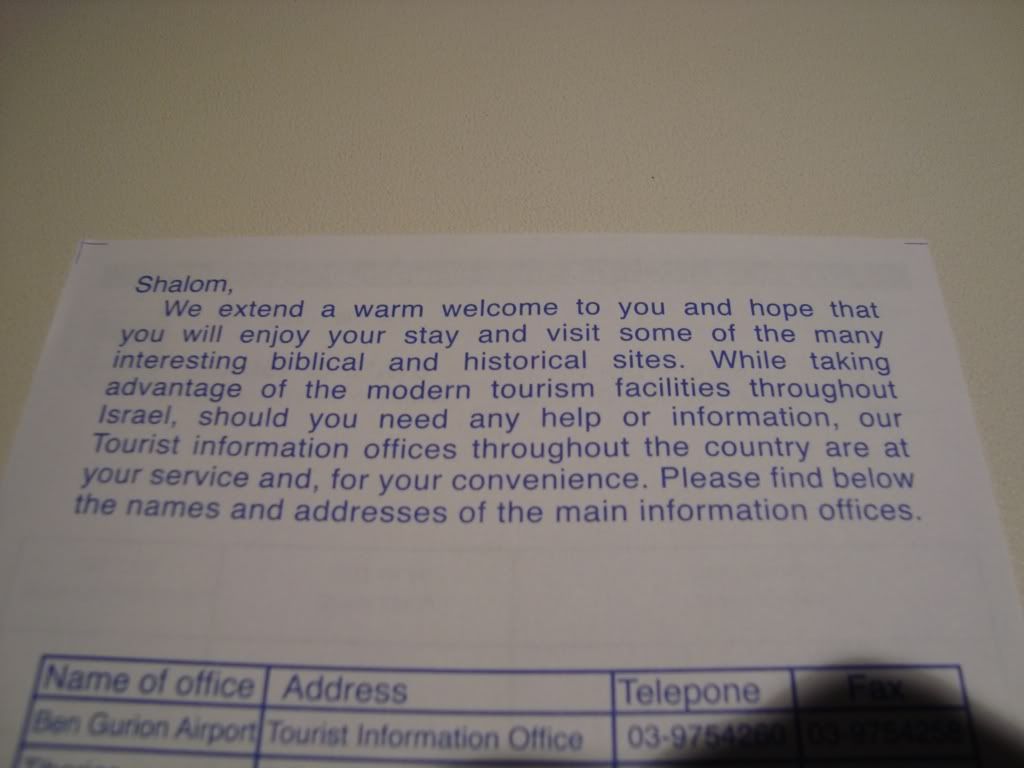 Shalom,
We extend a warm welcome to you and hope that
you will enjoy your stay and visit some of the many
interesting biblical and historical sites. While taking
advantage of the modern tourism facilities throughout
Israel, should you need any help or information, our
Tourist information offices throughout the country are at
your service and, for your convenience. Please find below
the names and addresses of the main information offices.
Name of office Address Telepone Fax
Ben Gurion Airport Tourist Information Office 03-9754260 03-9754258